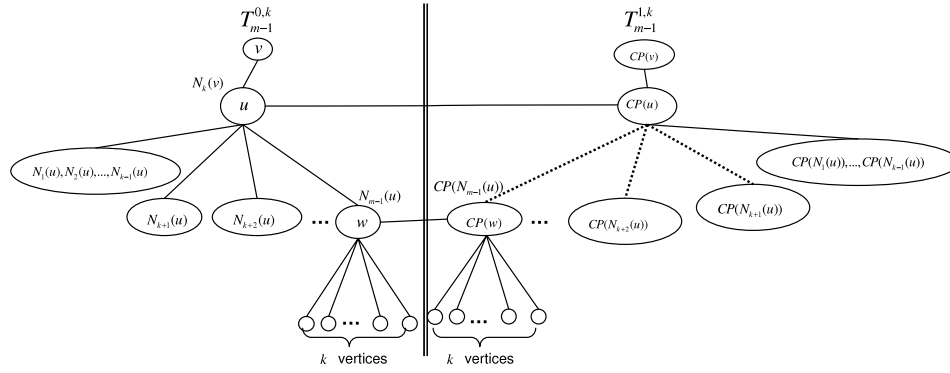 T^{0,k}_{m-1} T^{1,k}_{m-1}
v CP(v)
N_k(v)
u CP(u)
N_1(u),N_2(u),...,N_{k-1}(u) CP(N_1(u)),...,CP(N_{k-1}(u))
N_{m-1}(u) CP(N_{m-1}(u))
N_{k+1}(u) N_{k+2}(u) ... w CP(w) ... CP(N_{k+2}(u)) CP(N_{k+1}(u))
... ...
k vertices k vertices